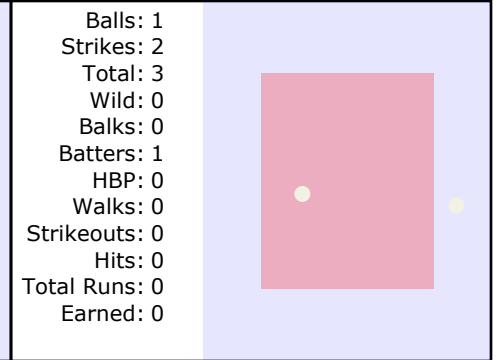 Balls: 1
Strikes: 2
Total: 3
Wild: 0
Balks: 0
Batters: 1
HBP: 0
Walks: 0
Strikeouts: 0
Hits: 0
Total Runs: 0
Earned: 0